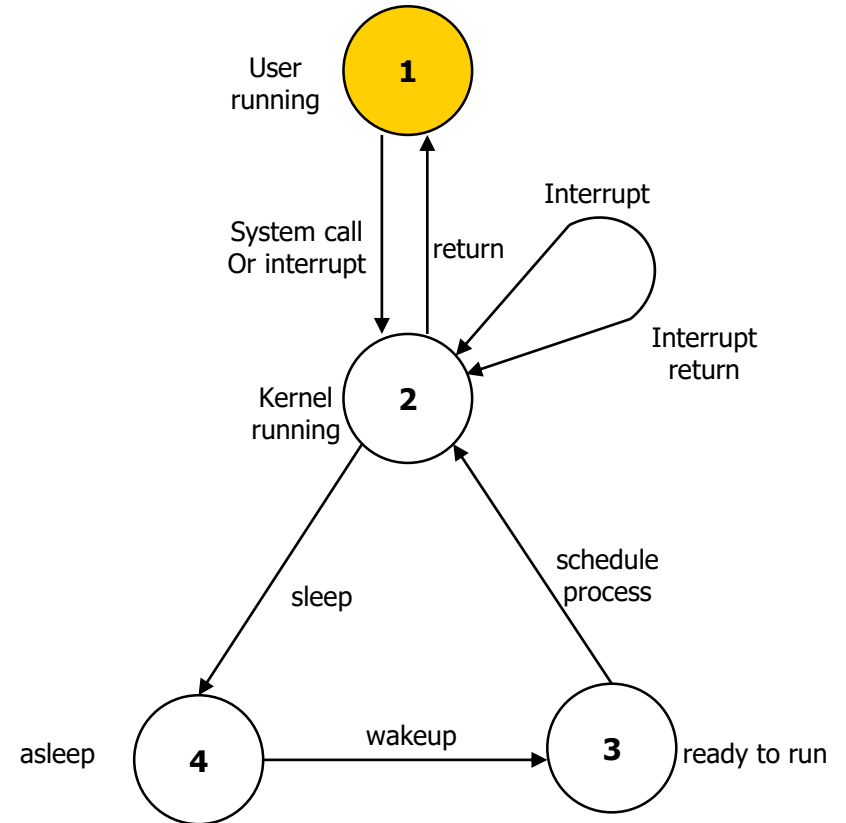 1
User
running
System call
Or interrupt
return
Interrupt
Interrupt
return
Kernel
running
2
sleep
schedule
process
asleep
4
wakeup
3
ready to run